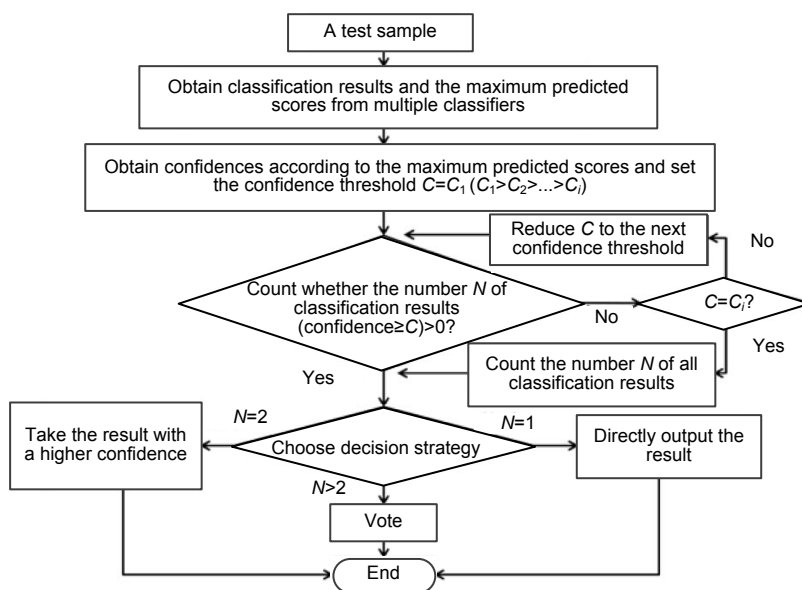 A test sample
Obtain classification results and the maximum predicted
scores from multiple classifiers
Obtain confidences according to the maximum predicted scores and set
the confidence threshold C=C₁ (C₁>C₂>...>Cᵢ)
Reduce C to the next
confidence threshold
No
Count whether the number N of
classification results
(confidence≥C)>0?
No
C=Cᵢ?
Yes
Yes
Count the number N of all
classification results
N=2
N=1
Take the result with
a higher confidence
Choose decision strategy
Directly output the
result
N>2
Vote
End